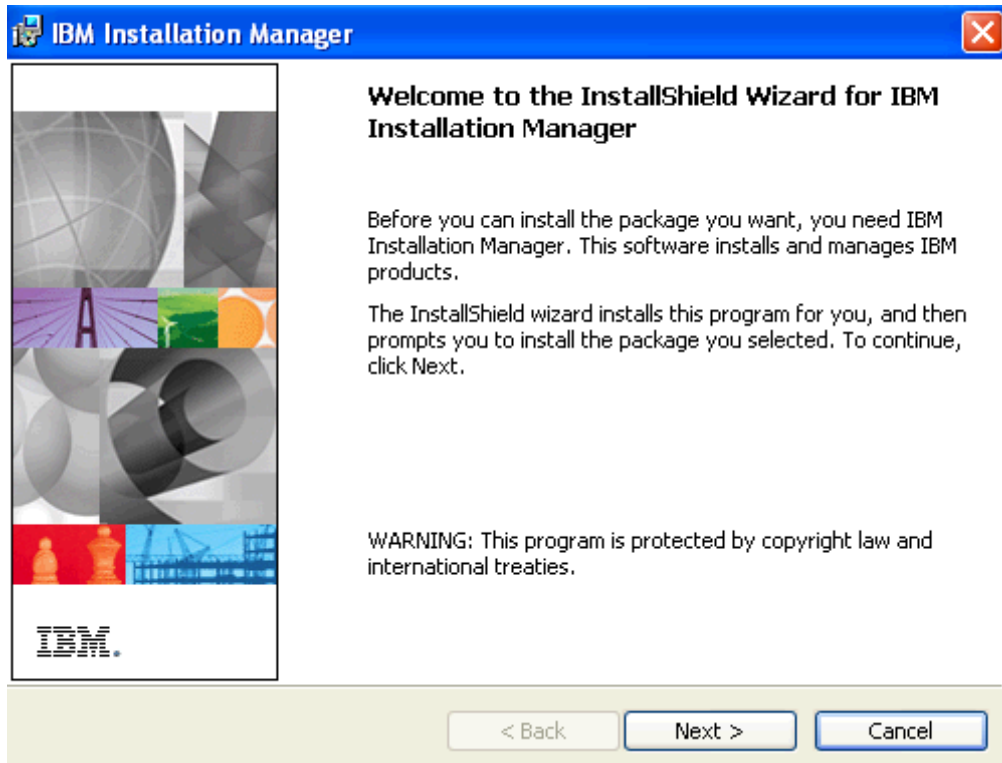 IBM Installation Manager
Welcome to the InstallShield Wizard for IBM
Installation Manager
Before you can install the package you want, you need IBM
Installation Manager. This software installs and manages IBM
products.
The InstallShield wizard installs this program for you, and then
prompts you to install the package you selected. To continue,
click Next.
WARNING: This program is protected by copyright law and
international treaties.
IBM.
< Back
Next >
Cancel